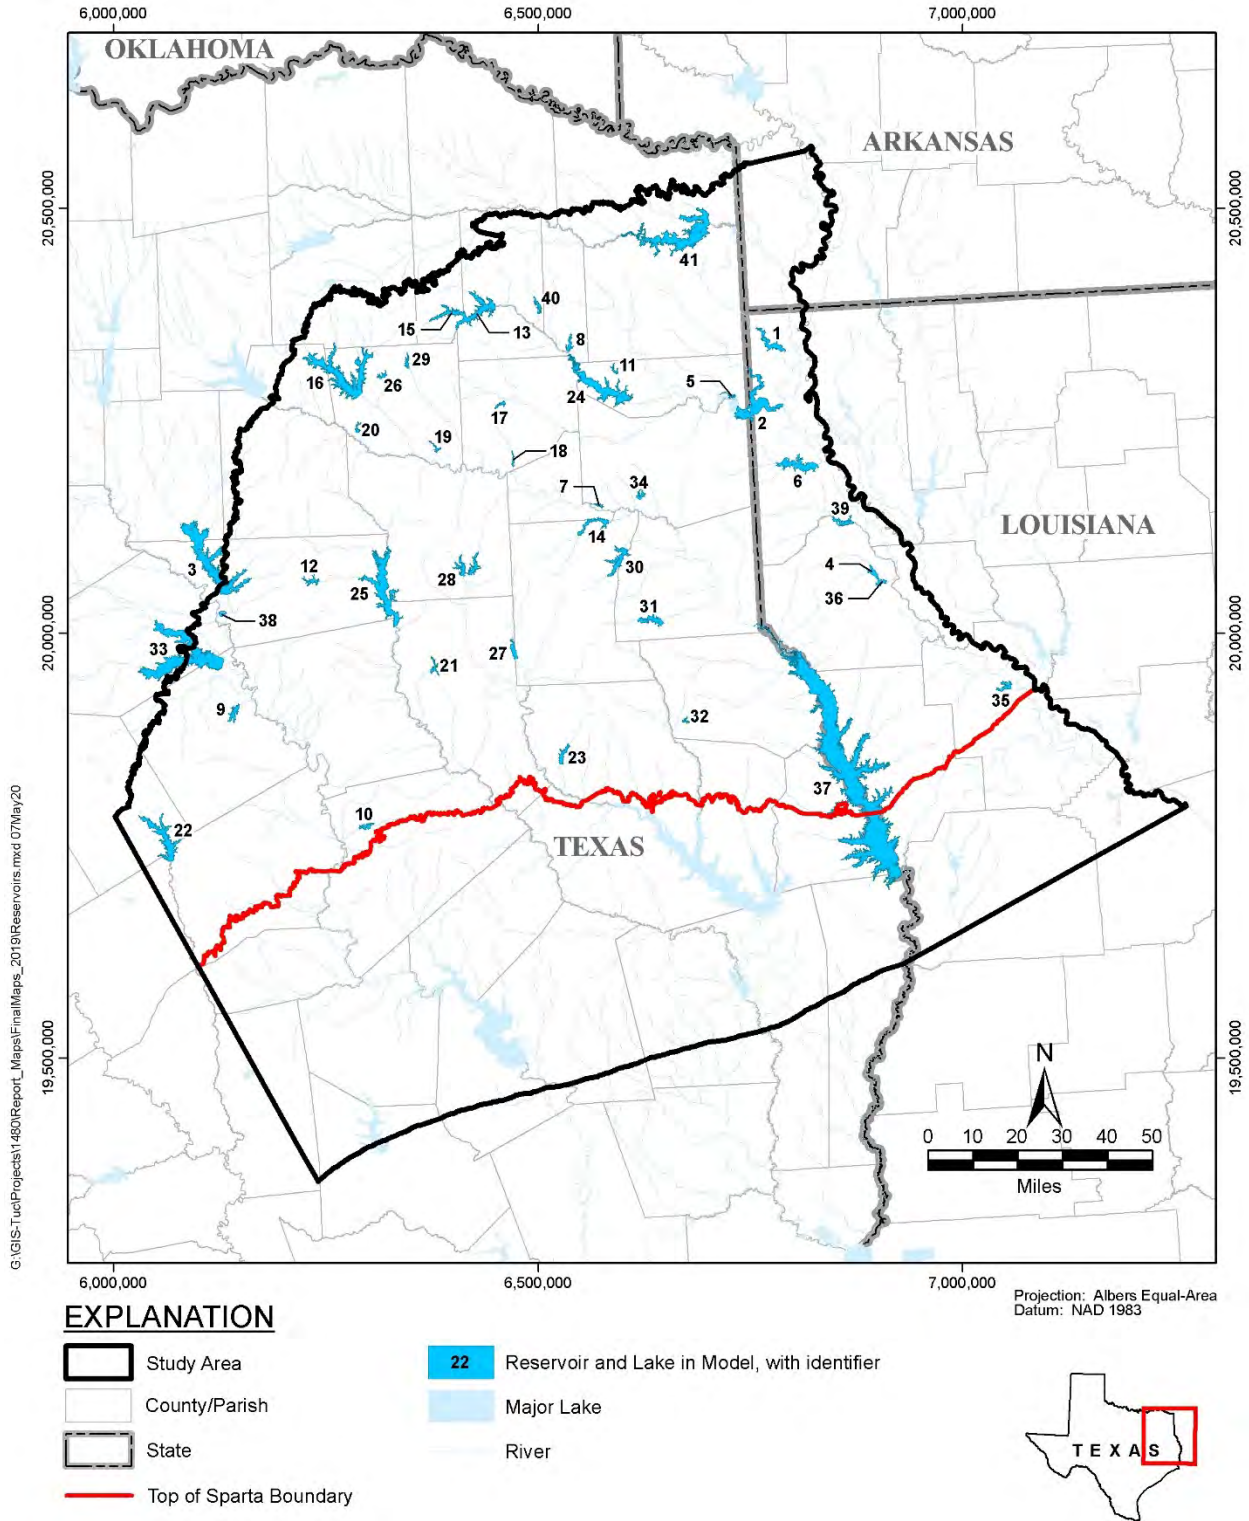 6,000,000 6,500,000 7,000,000
OKLAHOMA
ARKANSAS
20,500,000 20,500,000
41
40
15 13
1
8
29
11
16 26
5
24
17
2
20
19
18
6
34
7
39
LOUISIANA
14
3
12
4
28 30
25
36
31
38
20,000,000 20,000,000
33
27
21
35
9
32
23
37
10
22
TEXAS
19,500,000 19,500,000
N
0 10 20 30 40 50
Miles
G:\GIS-Tuc\Projects\1480\Report_Maps\FinalMaps_2019\Reservoirs.mxd 07May20
6,000,000 6,500,000 7,000,000
Projection: Albers Equal-Area
Datum: NAD 1983
EXPLANATION
Study Area
County/Parish
State
Top of Sparta Boundary
22 Reservoir and Lake in Model, with identifier
Major Lake
River
TEXAS